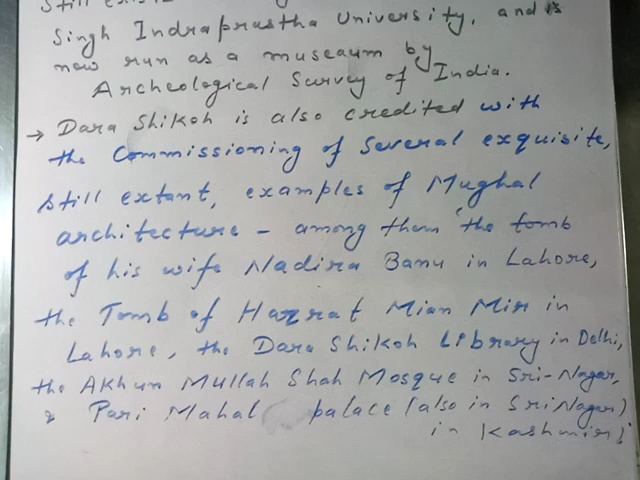 Still
Singh Indraprastha University, and is
now run as a museaum by
Archeological Survey of India.
→ Dara Shikoh is also credited with
the Commissioning of several exquisite,
still extant, examples of Mughal
architecture – among them the tomb
of his wife Nadira Banu in Lahore,
the Tomb of Hazrat Mian Mir in
Lahore, the Dara Shikoh Library in Delhi,
the Akhun Mullah Shah Mosque in Sri-Nagar,
& Pari Mahal palace (also in SriNagar)
in Kashmir;